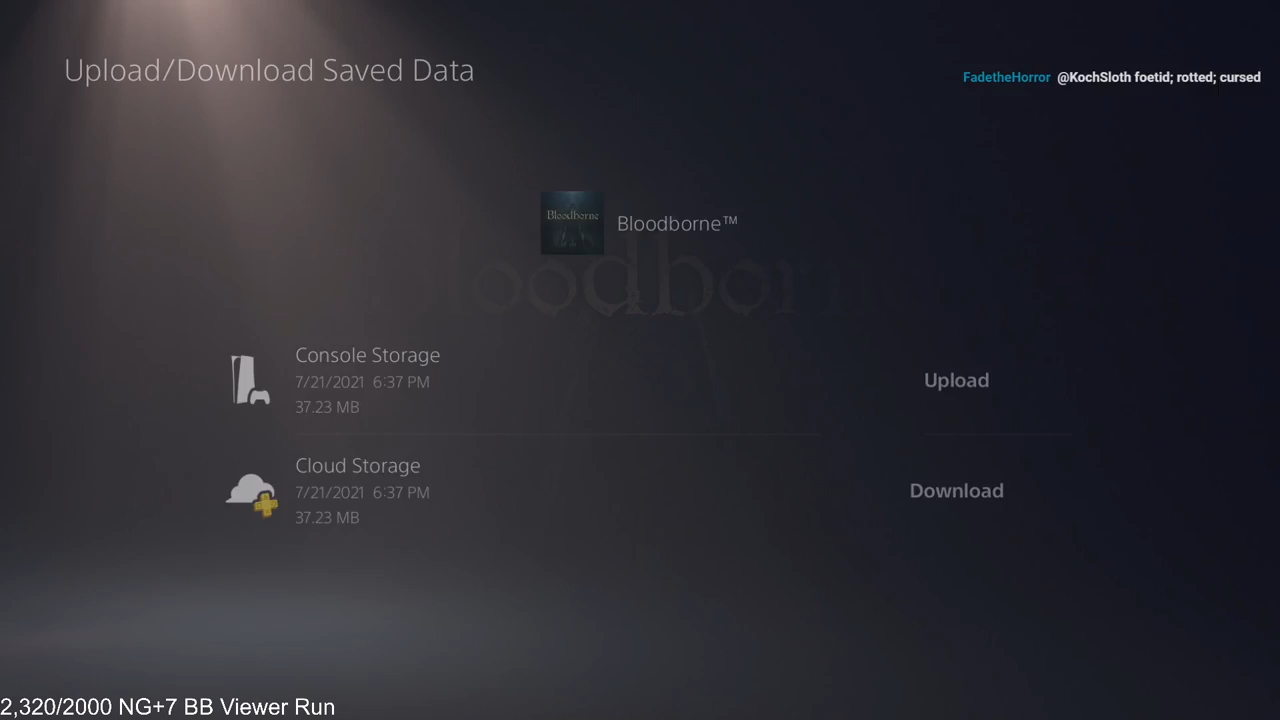 Upload/Download Saved Data
FadetheHorror @KochSloth foetid; rotted; cursed
Bloodborne
Bloodborne™
Bloodborne
Console Storage
7/21/2021 6:37 PM
37.23 MB
Upload
Cloud Storage
7/21/2021 6:37 PM
37.23 MB
Download
2,320/2000 NG+7 BB Viewer Run